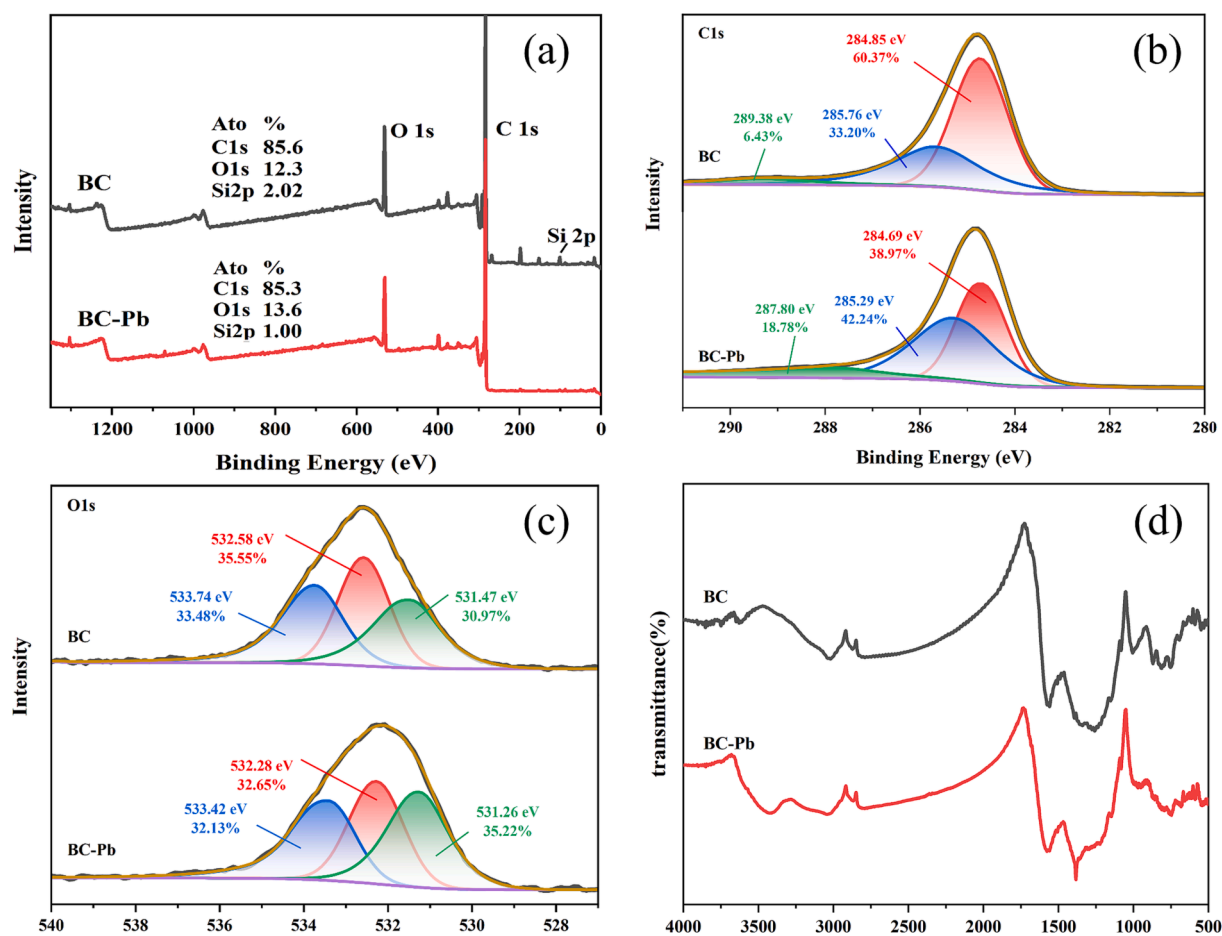 (a)
Ato %
C1s 85.6
O1s 12.3
Si2p 2.02
BC
O 1s
C 1s
Si 2p
Ato %
C1s 85.3
O1s 13.6
Si2p 1.00
BC-Pb
Intensity
1200 1000 800 600 400 200 0
Binding Energy (eV)
C1s
(b)
284.85 eV
60.37%
285.76 eV
33.20%
289.38 eV
6.43%
BC
284.69 eV
38.97%
285.29 eV
42.24%
287.80 eV
18.78%
BC-Pb
Intensity
290 288 286 284 282 280
Binding Energy (eV)
O1s
(c)
532.58 eV
35.55%
533.74 eV
33.48%
531.47 eV
30.97%
BC
532.28 eV
32.65%
533.42 eV
32.13%
531.26 eV
35.22%
BC-Pb
Intensity
540 538 536 534 532 530 528
(d)
BC
BC-Pb
transmittance(%)
4000 3500 3000 2500 2000 1500 1000 500